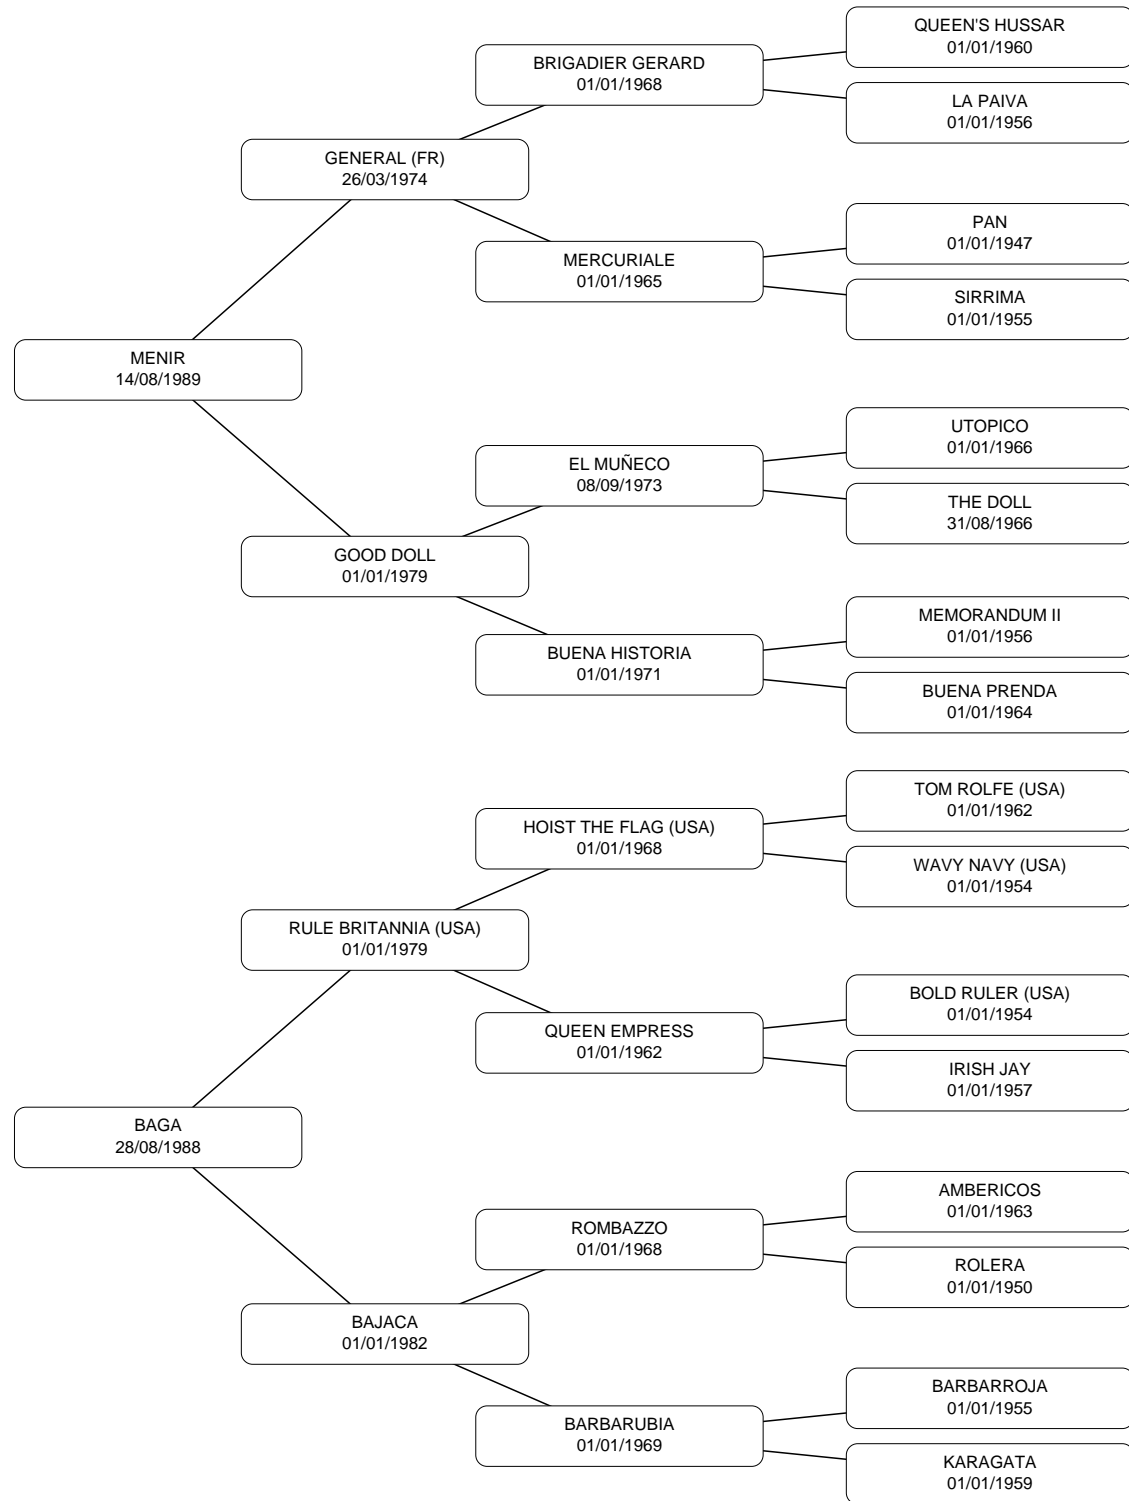 QUEEN'S HUSSAR
01/01/1960
BRIGADIER GERARD
01/01/1968
LA PAIVA
01/01/1956
GENERAL (FR)
26/03/1974
PAN
01/01/1947
MERCURIALE
01/01/1965
SIRRIMA
01/01/1955
MENIR
14/08/1989
UTOPICO
01/01/1966
EL MUÑECO
08/09/1973
THE DOLL
31/08/1966
GOOD DOLL
01/01/1979
MEMORANDUM II
01/01/1956
BUENA HISTORIA
01/01/1971
BUENA PRENDA
01/01/1964
TOM ROLFE (USA)
01/01/1962
HOIST THE FLAG (USA)
01/01/1968
WAVY NAVY (USA)
01/01/1954
RULE BRITANNIA (USA)
01/01/1979
BOLD RULER (USA)
01/01/1954
QUEEN EMPRESS
01/01/1962
IRISH JAY
01/01/1957
BAGA
28/08/1988
AMBERICOS
01/01/1963
ROMBAZZO
01/01/1968
ROLERA
01/01/1950
BAJACA
01/01/1982
BARBARROJA
01/01/1955
BARBARUBIA
01/01/1969
KARAGATA
01/01/1959